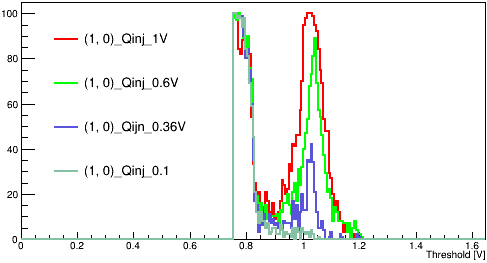 100
80
60
40
20
0
(1, 0)_Qinj_1V
(1, 0)_Qinj_0.6V
(1, 0)_Qijn_0.36V
(1, 0)_Qinj_0.1
0 0.2 0.4 0.6 0.8 1.0 1.2 1.4 1.6
Threshold [V]